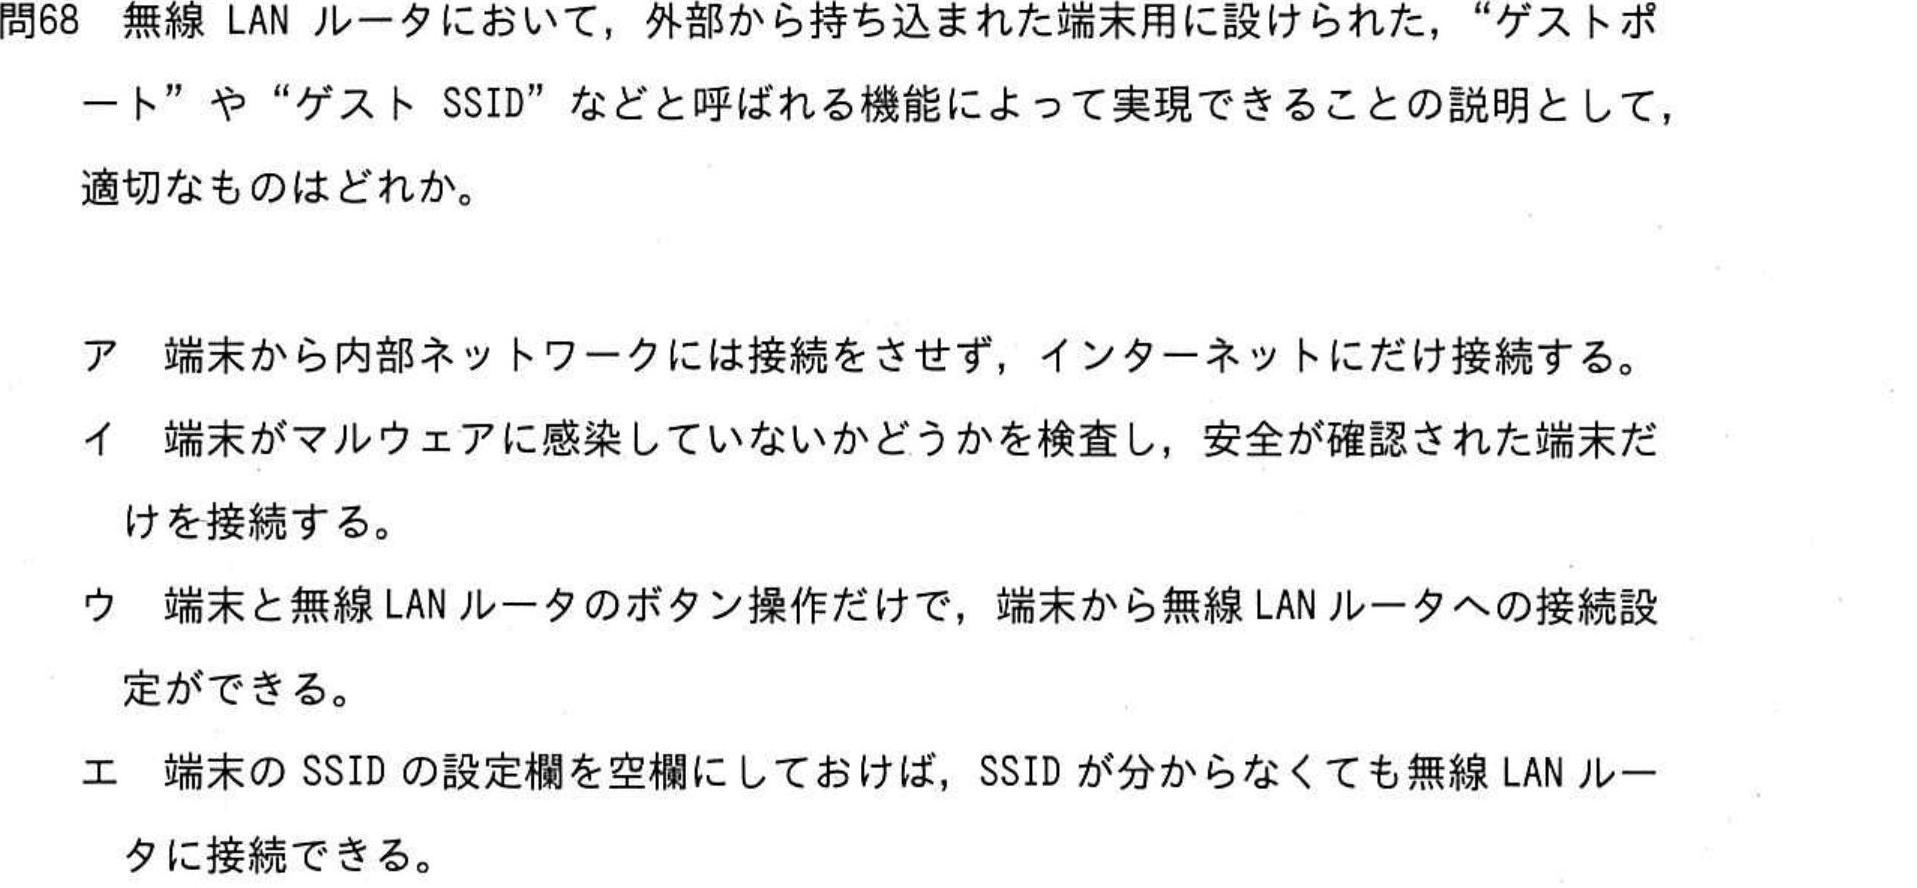 問68 無線 LAN ルータにおいて，外部から持ち込まれた端末用に設けられた，“ゲストポ
ート”や“ゲスト SSID”などと呼ばれる機能によって実現できることの説明として，
適切なものはどれか。
ア 端末から内部ネットワークには接続をさせず，インターネットにだけ接続する。
イ 端末がマルウェアに感染していないかどうかを検査し，安全が確認された端末だ
けを接続する。
ウ 端末と無線 LAN ルータのボタン操作だけで，端末から無線 LAN ルータへの接続設
定ができる。
エ 端末の SSID の設定欄を空欄にしておけば，SSID が分からなくても無線 LAN ルー
タに接続できる。